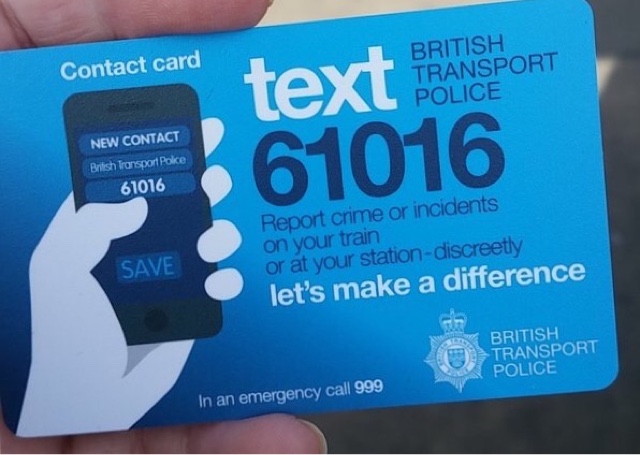 Contact card
NEW CONTACT
British Transport Police
61016
SAVE
text
BRITISH
TRANSPORT
POLICE
61016
Report crime or incidents
on your train
or at your station - discreetly
let's make a difference
BRITISH
TRANSPORT
POLICE
In an emergency call 999